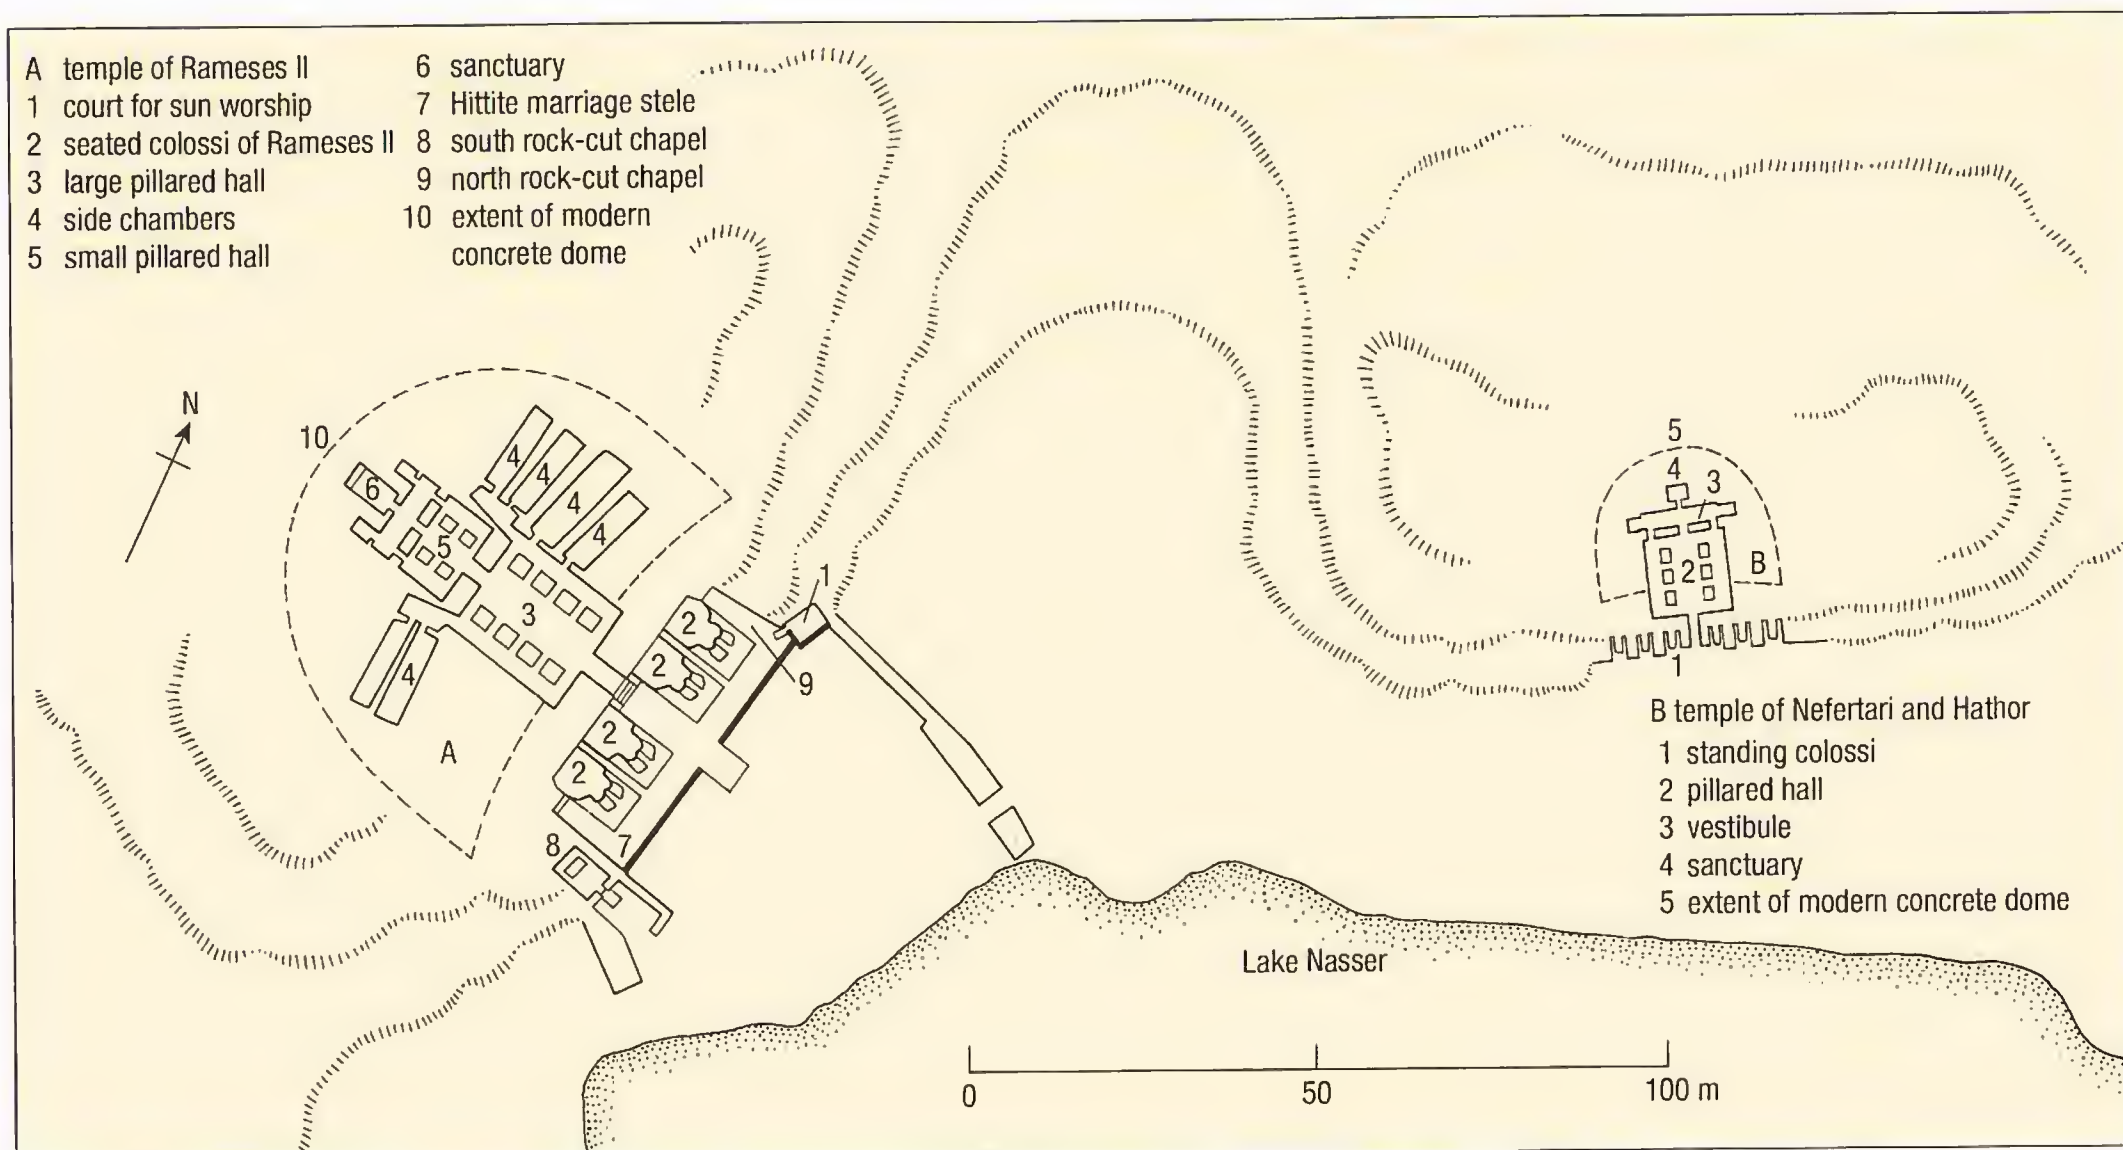 A temple of Rameses II
1 court for sun worship
2 seated colossi of Rameses II
3 large pillared hall
4 side chambers
5 small pillared hall
6 sanctuary
7 Hittite marriage stele
8 south rock-cut chapel
9 north rock-cut chapel
10 extent of modern
concrete dome
N
10
6
5
4
4
4
4
3
4
A
2
2
2
2
1
9
7
8
5
4
3
2
B
1
B temple of Nefertari and Hathor
1 standing colossi
2 pillared hall
3 vestibule
4 sanctuary
5 extent of modern concrete dome
Lake Nasser
0 50 100 m